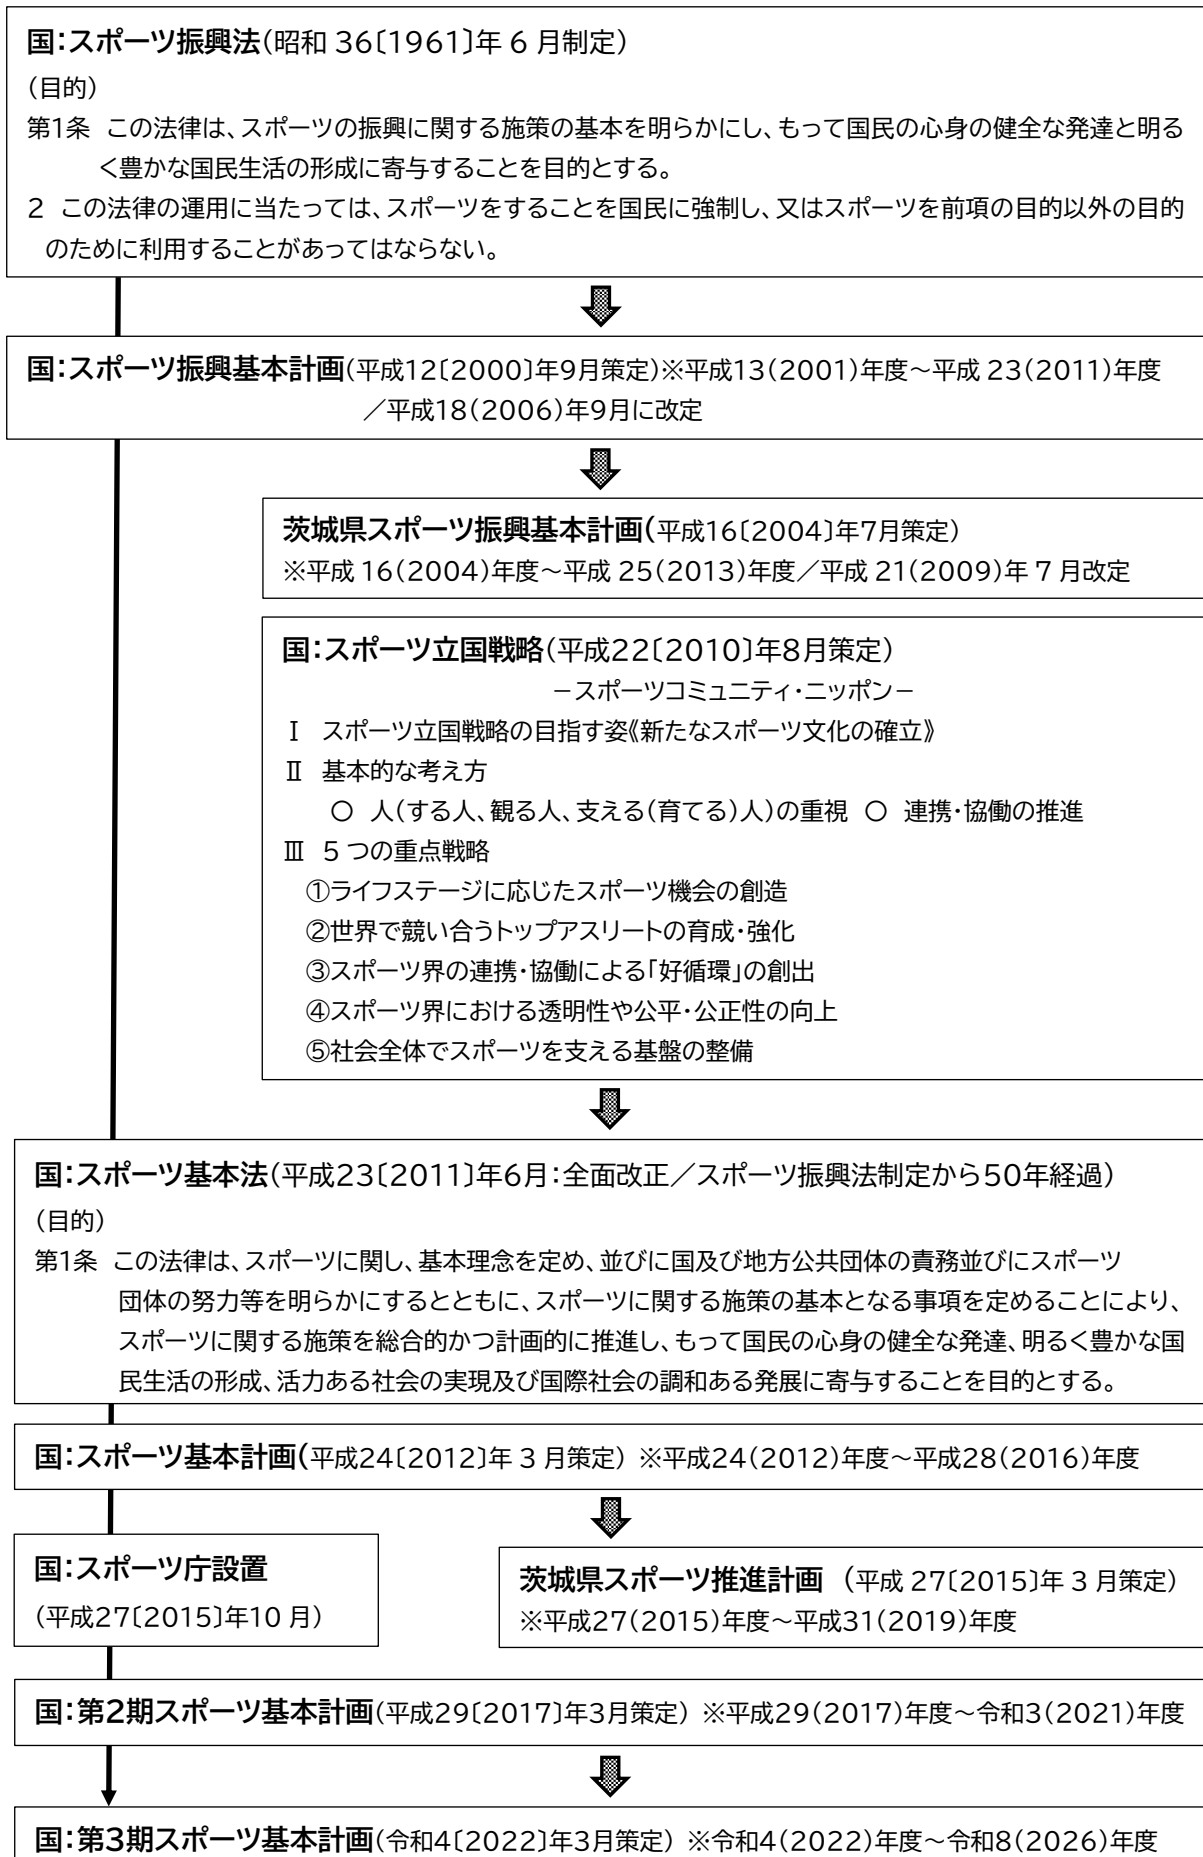 国：スポーツ振興法（昭和 36〔1961〕年 6 月制定）
（目的）
第1条　この法律は、スポーツの振興に関する施策の基本を明らかにし、もって国民の心身の健全な発達と明る
く豊かな国民生活の形成に寄与することを目的とする。
2　この法律の運用に当たっては、スポーツをすることを国民に強制し、又はスポーツを前項の目的以外の目的
のために利用することがあってはならない。
国：スポーツ振興基本計画（平成12〔2000〕年9月策定）※平成13（2001）年度～平成 23（2011）年度
／平成18（2006）年9月に改定
茨城県スポーツ振興基本計画（平成16〔2004〕年7月策定）
※平成 16（2004）年度～平成 25（2013）年度／平成 21（2009）年 7 月改定
国：スポーツ立国戦略（平成22〔2010〕年8月策定）
－スポーツコミュニティ・ニッポン－
Ⅰ　スポーツ立国戦略の目指す姿《新たなスポーツ文化の確立》
Ⅱ　基本的な考え方
○　人（する人、観る人、支える（育てる）人）の重視　○　連携・協働の推進
Ⅲ　5 つの重点戦略
①ライフステージに応じたスポーツ機会の創造
②世界で競い合うトップアスリートの育成・強化
③スポーツ界の連携・協働による「好循環」の創出
④スポーツ界における透明性や公平・公正性の向上
⑤社会全体でスポーツを支える基盤の整備
国：スポーツ基本法（平成23〔2011〕年6月：全面改正／スポーツ振興法制定から50年経過）
（目的）
第1条　この法律は、スポーツに関し、基本理念を定め、並びに国及び地方公共団体の責務並びにスポーツ
団体の努力等を明らかにするとともに、スポーツに関する施策の基本となる事項を定めることにより、
スポーツに関する施策を総合的かつ計画的に推進し、もって国民の心身の健全な発達、明るく豊かな国
民生活の形成、活力ある社会の実現及び国際社会の調和ある発展に寄与することを目的とする。
国：スポーツ基本計画（平成24〔2012〕年 3 月策定）　※平成24（2012）年度～平成28（2016）年度
国：スポーツ庁設置
（平成27〔2015〕年10 月）
茨城県スポーツ推進計画　（平成 27〔2015〕年 3 月策定）
※平成27（2015）年度～平成31（2019）年度
国：第2期スポーツ基本計画（平成29〔2017〕年3月策定）　※平成29（2017）年度～令和3（2021）年度
国：第3期スポーツ基本計画（令和4〔2022〕年3月策定）　※令和4（2022）年度～令和8（2026）年度